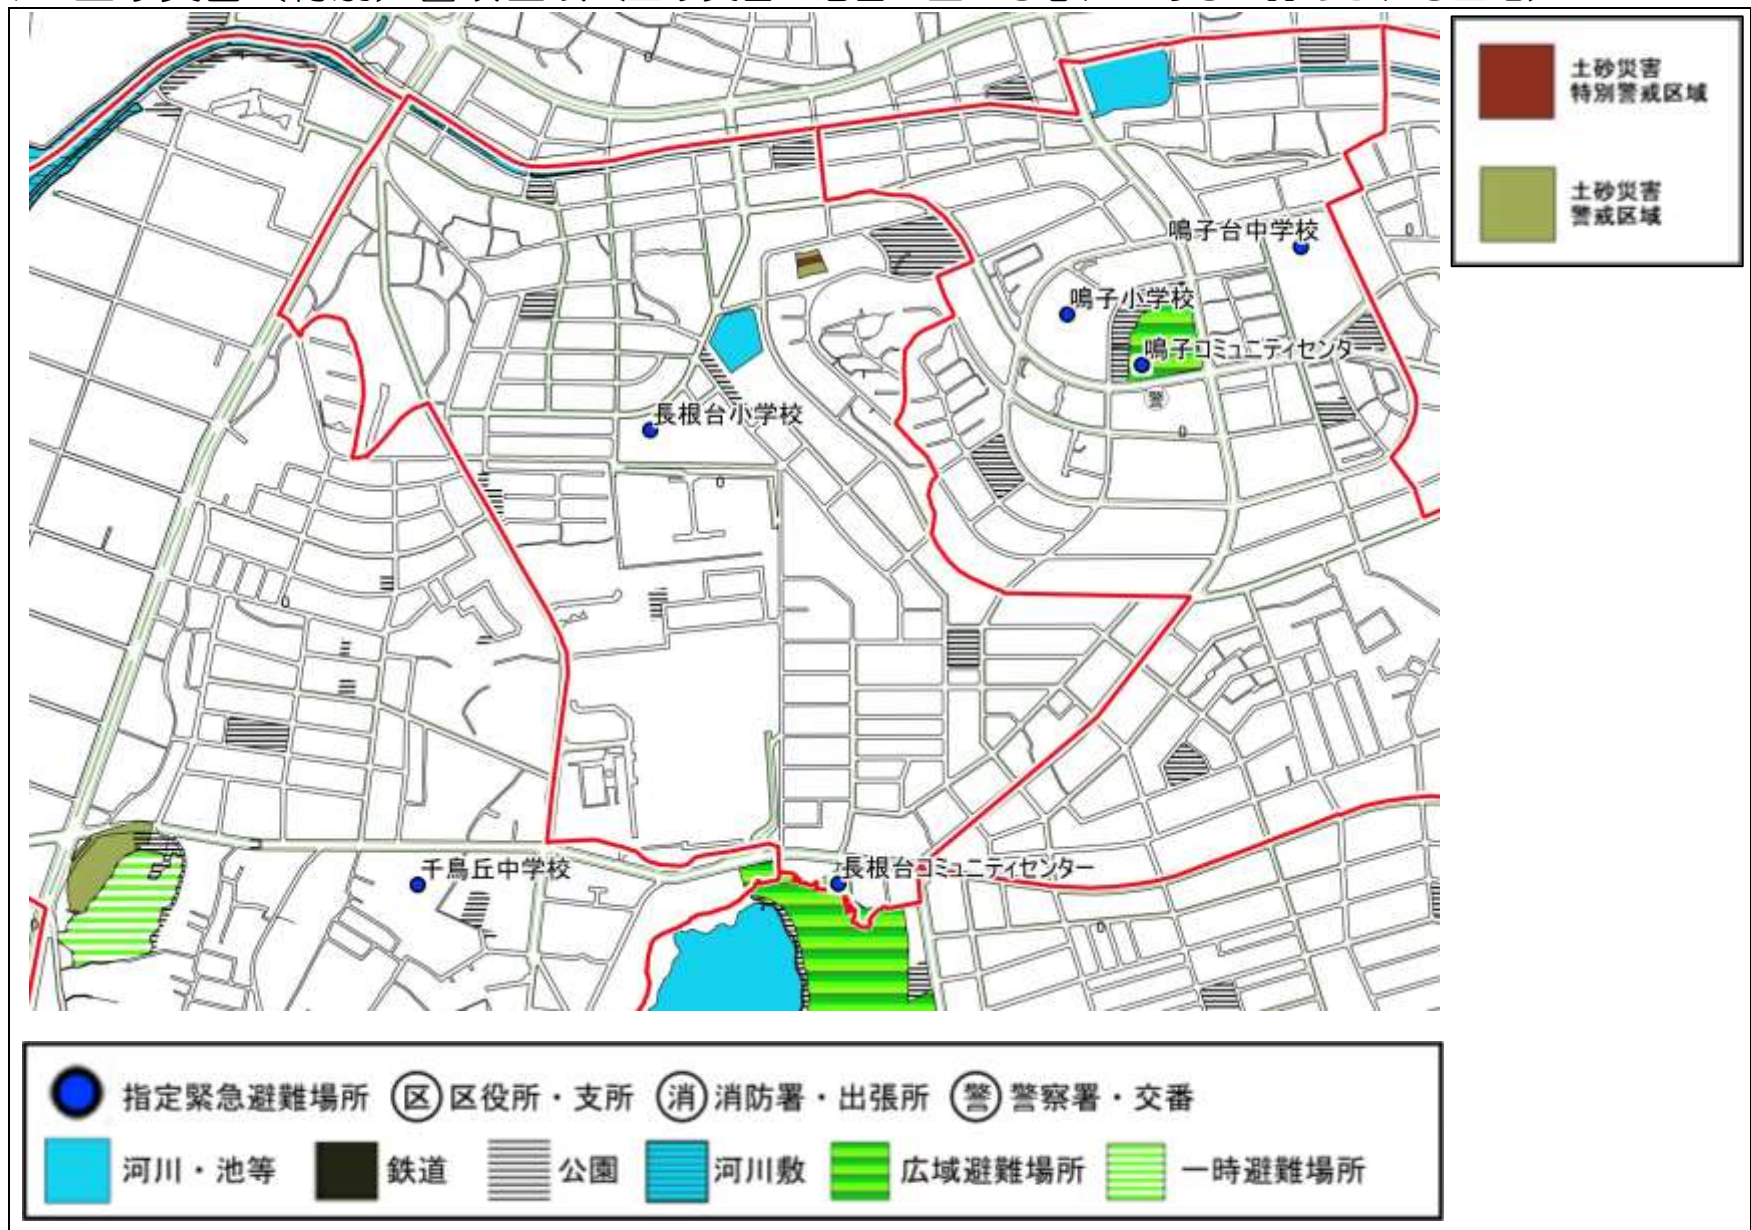 土砂災害
特別警戒区域
土砂災害
警戒区域
鳴子台中学校
鳴子小学校
鳴子コミュニティセンタ
警
長根台小学校
千鳥丘中学校
長根台コミュニティセンター
指定緊急避難場所 区 区役所・支所 消 消防署・出張所 警 警察署・交番
河川・池等 鉄道 公園 河川敷 広域避難場所 一時避難場所